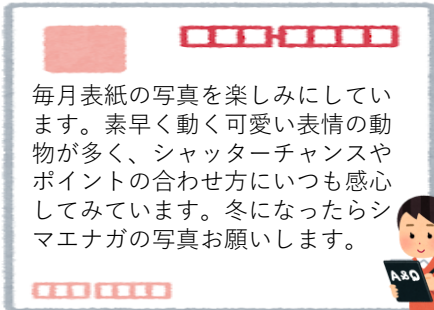 毎月表紙の写真を楽しみにしてい
ます。素早く動く可愛い表情の動
物が多く、シャッターチャンスや
ポイントの合わせ方にいつも感心
してみています。冬になったらシ
マエナガの写真お願いします。
A&Q